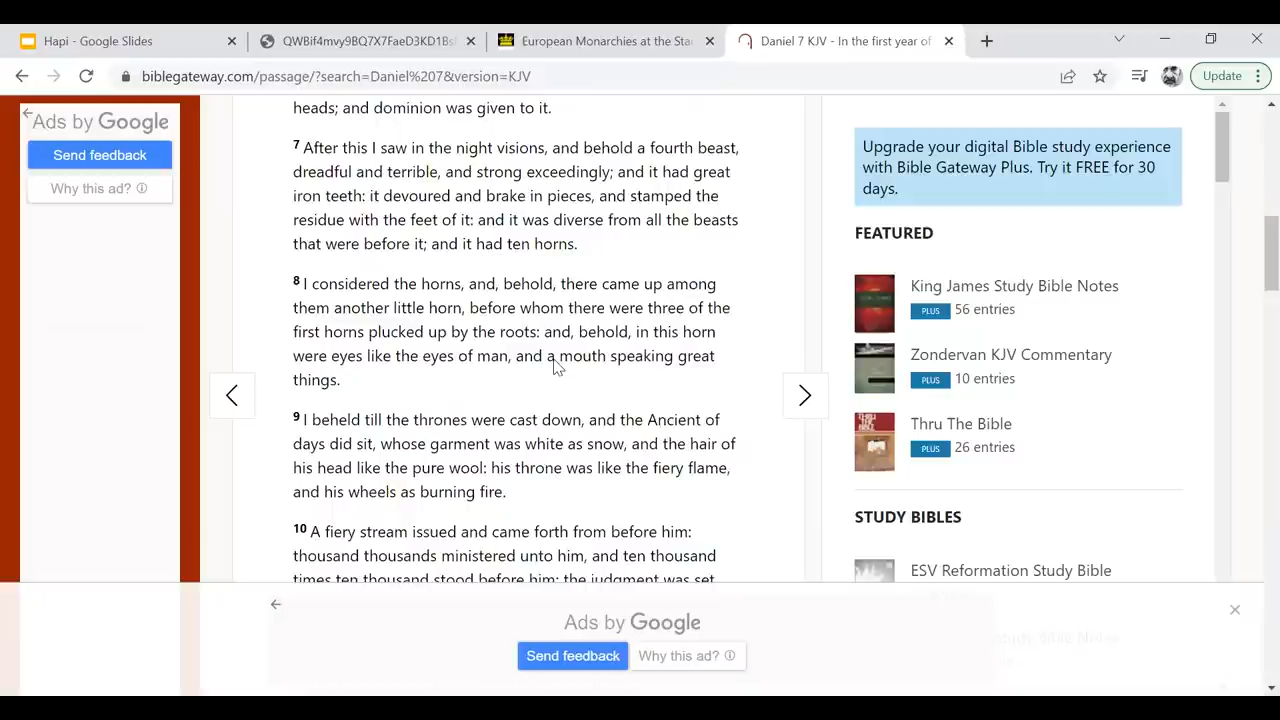 Hapi - Google Slides
QWBif4mvy9BQ7X7FaeD3KD1Bs
European Monarchies at the Sta
Daniel 7 KJV - In the first year of
biblegateway.com/passage/?search=Daniel%207&version=KJV
Update
Ads by Google
Send feedback
Why this ad?
heads; and dominion was given to it.
7 After this I saw in the night visions, and behold a fourth beast,
dreadful and terrible, and strong exceedingly; and it had great
iron teeth: it devoured and brake in pieces, and stamped the
residue with the feet of it: and it was diverse from all the beasts
that were before it; and it had ten horns.
8 I considered the horns, and, behold, there came up among
them another little horn, before whom there were three of the
first horns plucked up by the roots: and, behold, in this horn
were eyes like the eyes of man, and a mouth speaking great
things.
9 I beheld till the thrones were cast down, and the Ancient of
days did sit, whose garment was white as snow, and the hair of
his head like the pure wool: his throne was like the fiery flame,
and his wheels as burning fire.
10 A fiery stream issued and came forth from before him:
thousand thousands ministered unto him, and ten thousand
times ten thousand stood before him: the judgment was set
Upgrade your digital Bible study experience
with Bible Gateway Plus. Try it FREE for 30
days.
FEATURED
King James Study Bible Notes
PLUS 56 entries
Zondervan KJV Commentary
PLUS 10 entries
Thru The Bible
PLUS 26 entries
STUDY BIBLES
ESV Reformation Study Bible
Ads by Google
Send feedback
Why this ad?